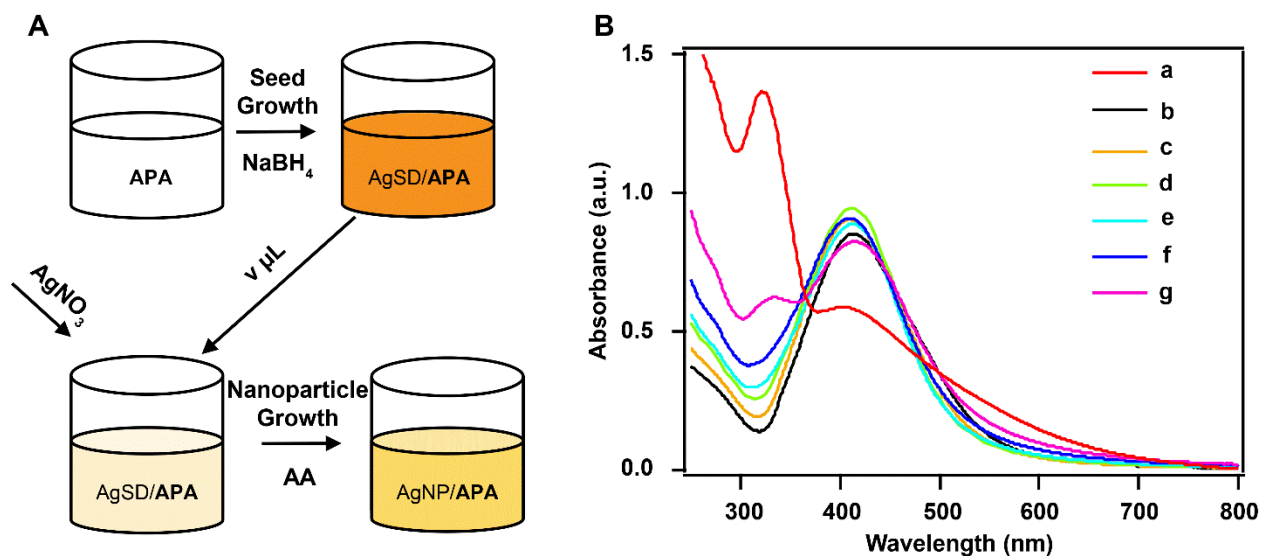 A
Seed
Growth
NaBH₄
APA
AgSD/APA
v µL
AgNO₃
Nanoparticle
Growth
AA
AgSD/APA
AgNP/APA
B
1.5
1.0
0.5
0.0
Absorbance (a.u.)
a
b
c
d
e
f
g
300
400
500
600
700
800
Wavelength (nm)